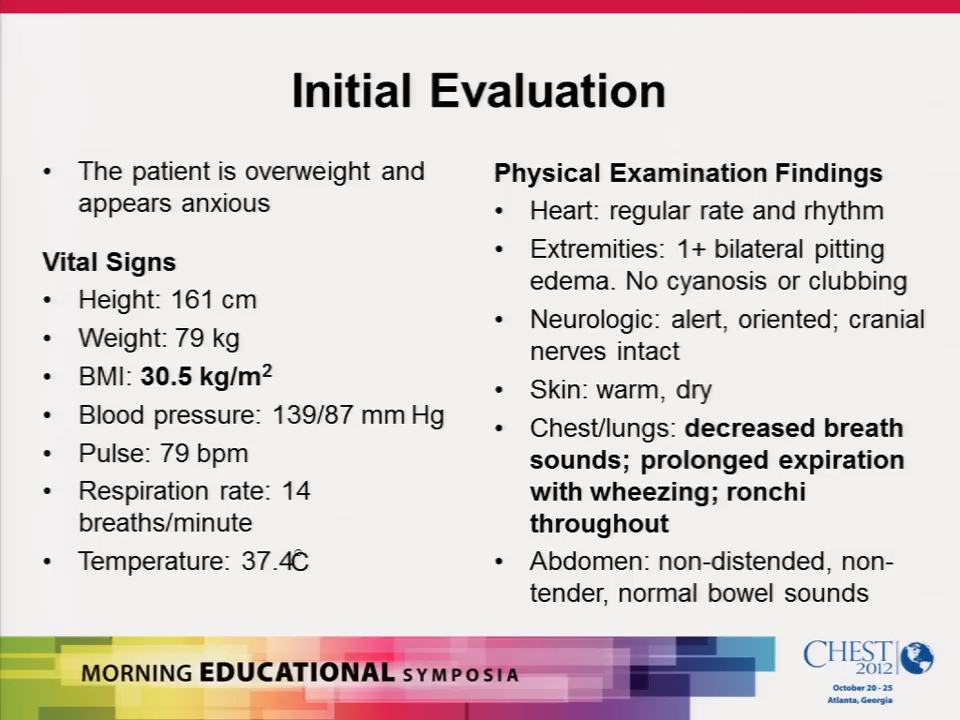 Initial Evaluation
• The patient is overweight and
appears anxious
Vital Signs
• Height: 161 cm
• Weight: 79 kg
• BMI: 30.5 kg/m²
• Blood pressure: 139/87 mm Hg
• Pulse: 79 bpm
• Respiration rate: 14
breaths/minute
• Temperature: 37.4°C
Physical Examination Findings
• Heart: regular rate and rhythm
• Extremities: 1+ bilateral pitting
edema. No cyanosis or clubbing
• Neurologic: alert, oriented; cranial
nerves intact
• Skin: warm, dry
• Chest/lungs: decreased breath
sounds; prolonged expiration
with wheezing; ronchi
throughout
• Abdomen: non-distended, non-
tender, normal bowel sounds
MORNING EDUCATIONAL SYMPOSIA
CHEST
2012
October 20 - 25
Atlanta, Georgia